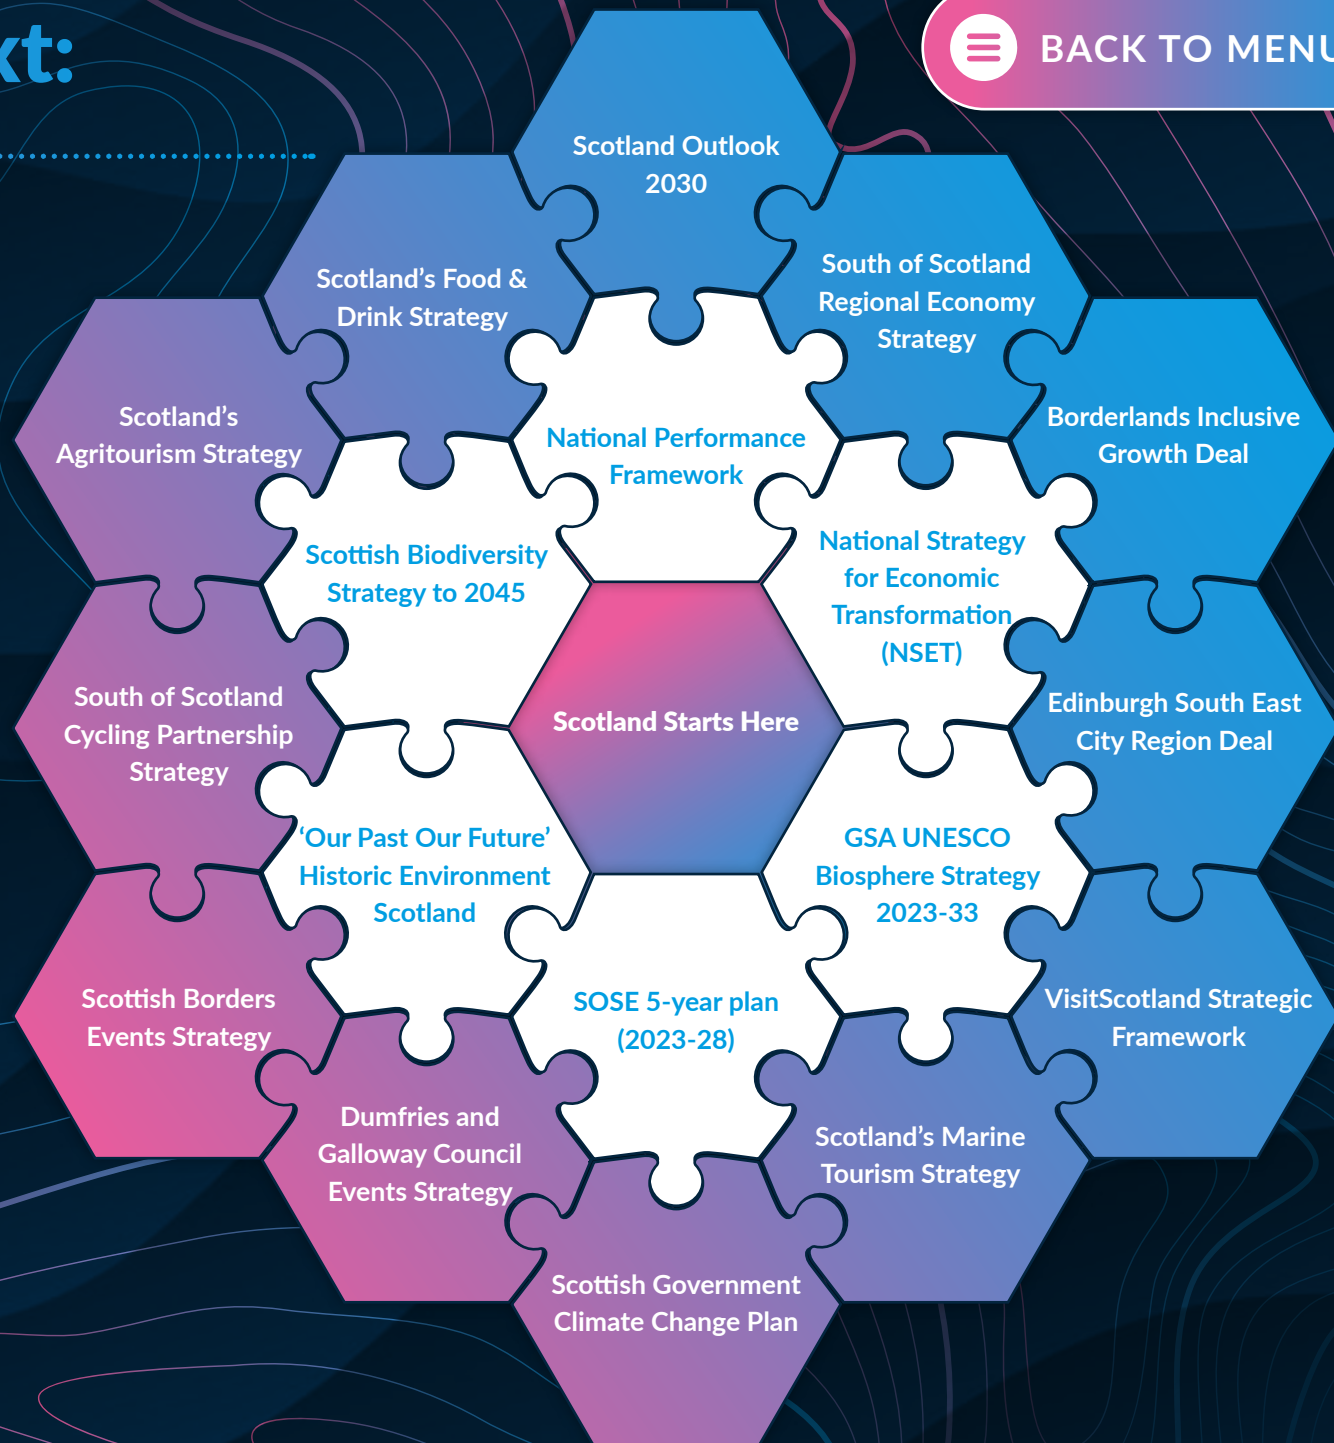 xt:
BACK TO MENU
Scotland Outlook
2030
Scotland's Food &
Drink Strategy
South of Scotland
Regional Economy
Strategy
Scotland's
Agritourism Strategy
National Performance
Framework
Borderlands Inclusive
Growth Deal
Scottish Biodiversity
Strategy to 2045
National Strategy
for Economic
Transformation
(NSET)
South of Scotland
Cycling Partnership
Strategy
Scotland Starts Here
Edinburgh South East
City Region Deal
‘Our Past Our Future’
Historic Environment
Scotland
GSA UNESCO
Biosphere Strategy
2023-33
Scottish Borders
Events Strategy
SOSE 5-year plan
(2023-28)
VisitScotland Strategic
Framework
Dumfries and
Galloway Council
Events Strategy
Scotland's Marine
Tourism Strategy
Scottish Government
Climate Change Plan